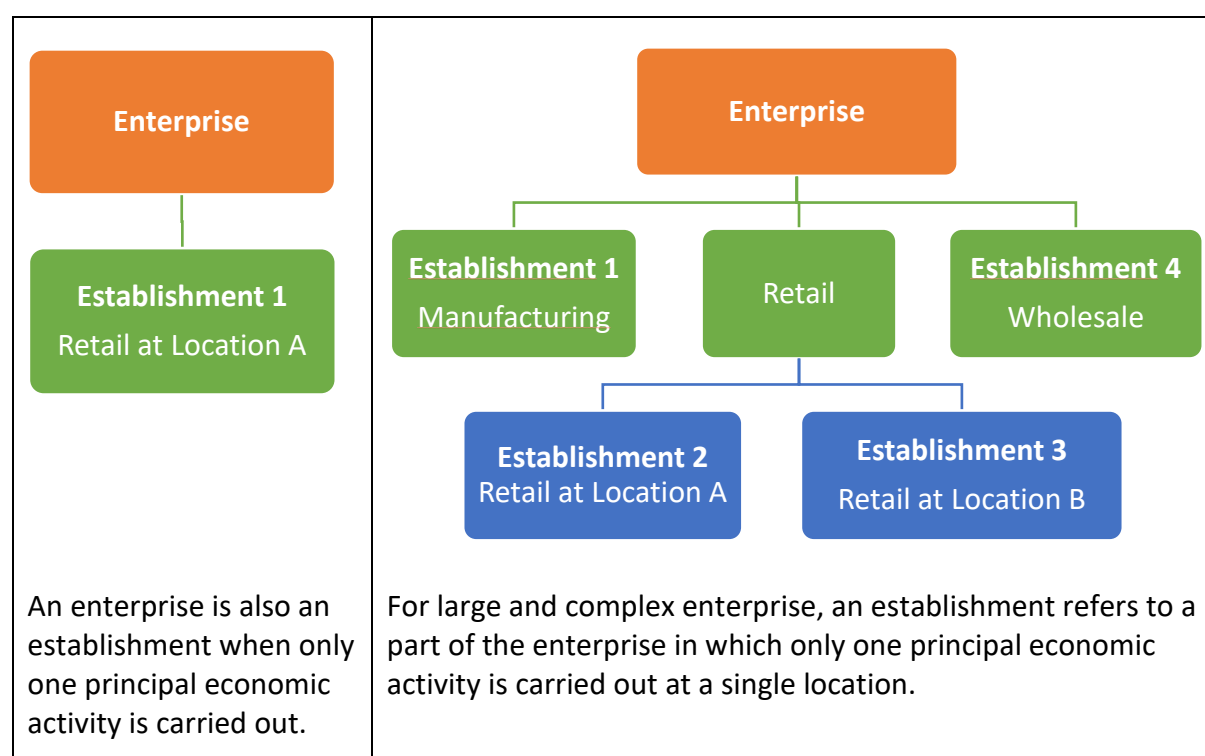 Enterprise
Establishment 1
Retail at Location A
An enterprise is also an
establishment when only
one principal economic
activity is carried out.
Enterprise
Establishment 1
Manufacturing
Retail
Establishment 4
Wholesale
Establishment 2
Retail at Location A
Establishment 3
Retail at Location B
For large and complex enterprise, an establishment refers to a
part of the enterprise in which only one principal economic
activity is carried out at a single location.